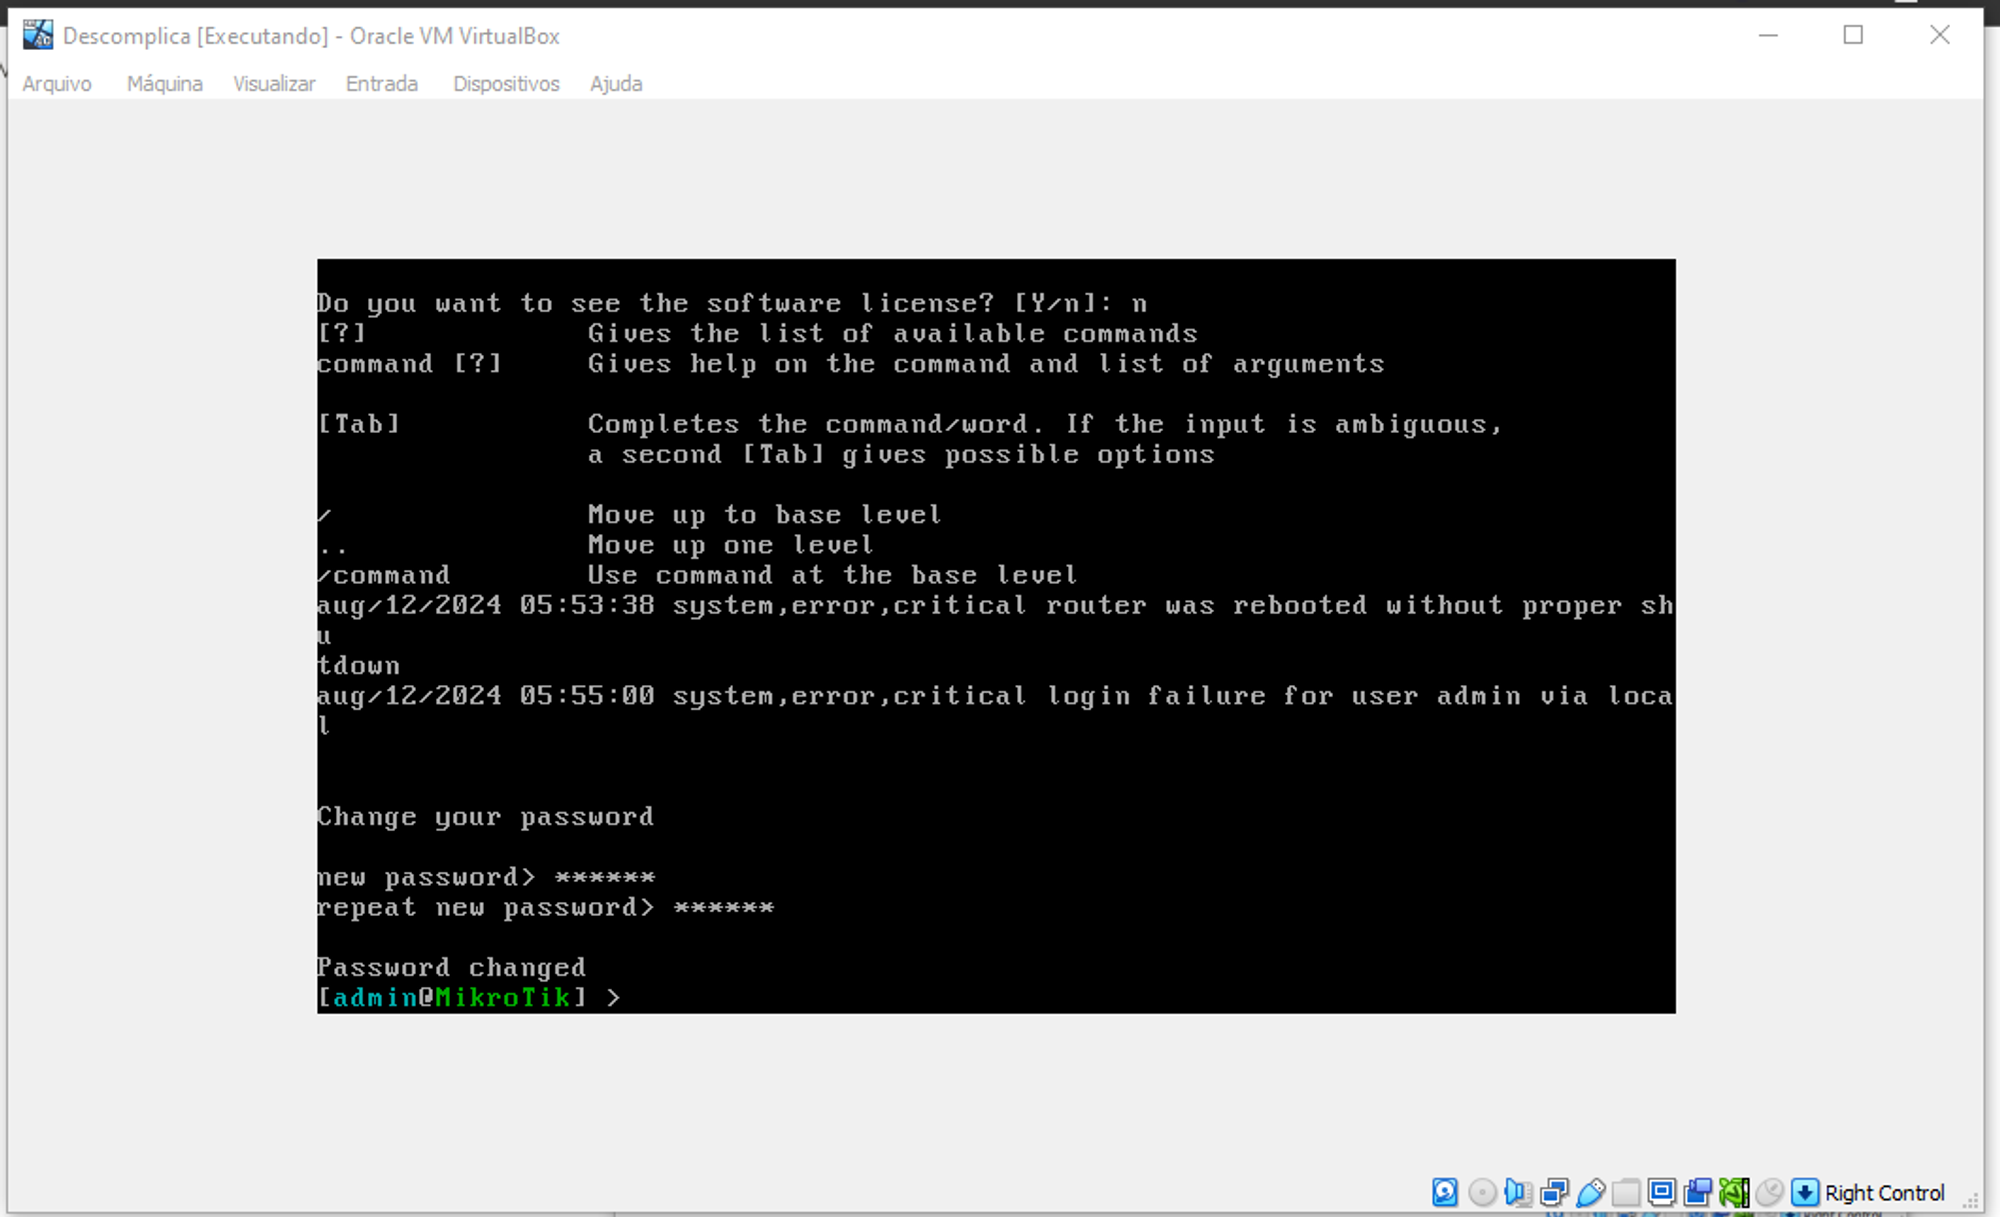 Descomplica [Executando] - Oracle VM VirtualBox
Arquivo Máquina Visualizar Entrada Dispositivos Ajuda
Do you want to see the software license? [Y/n]: n
[?] Gives the list of available commands
command [?] Gives help on the command and list of arguments
[Tab] Completes the command/word. If the input is ambiguous,
a second [Tab] gives possible options
/ Move up to base level
.. Move up one level
/command Use command at the base level
aug/12/2024 05:53:38 system,error,critical router was rebooted without proper sh
u
tdown
aug/12/2024 05:55:00 system,error,critical login failure for user admin via loca
l
Change your password
new password> ******
repeat new password> ******
Password changed
[admin@MikroTik] >
Right Control